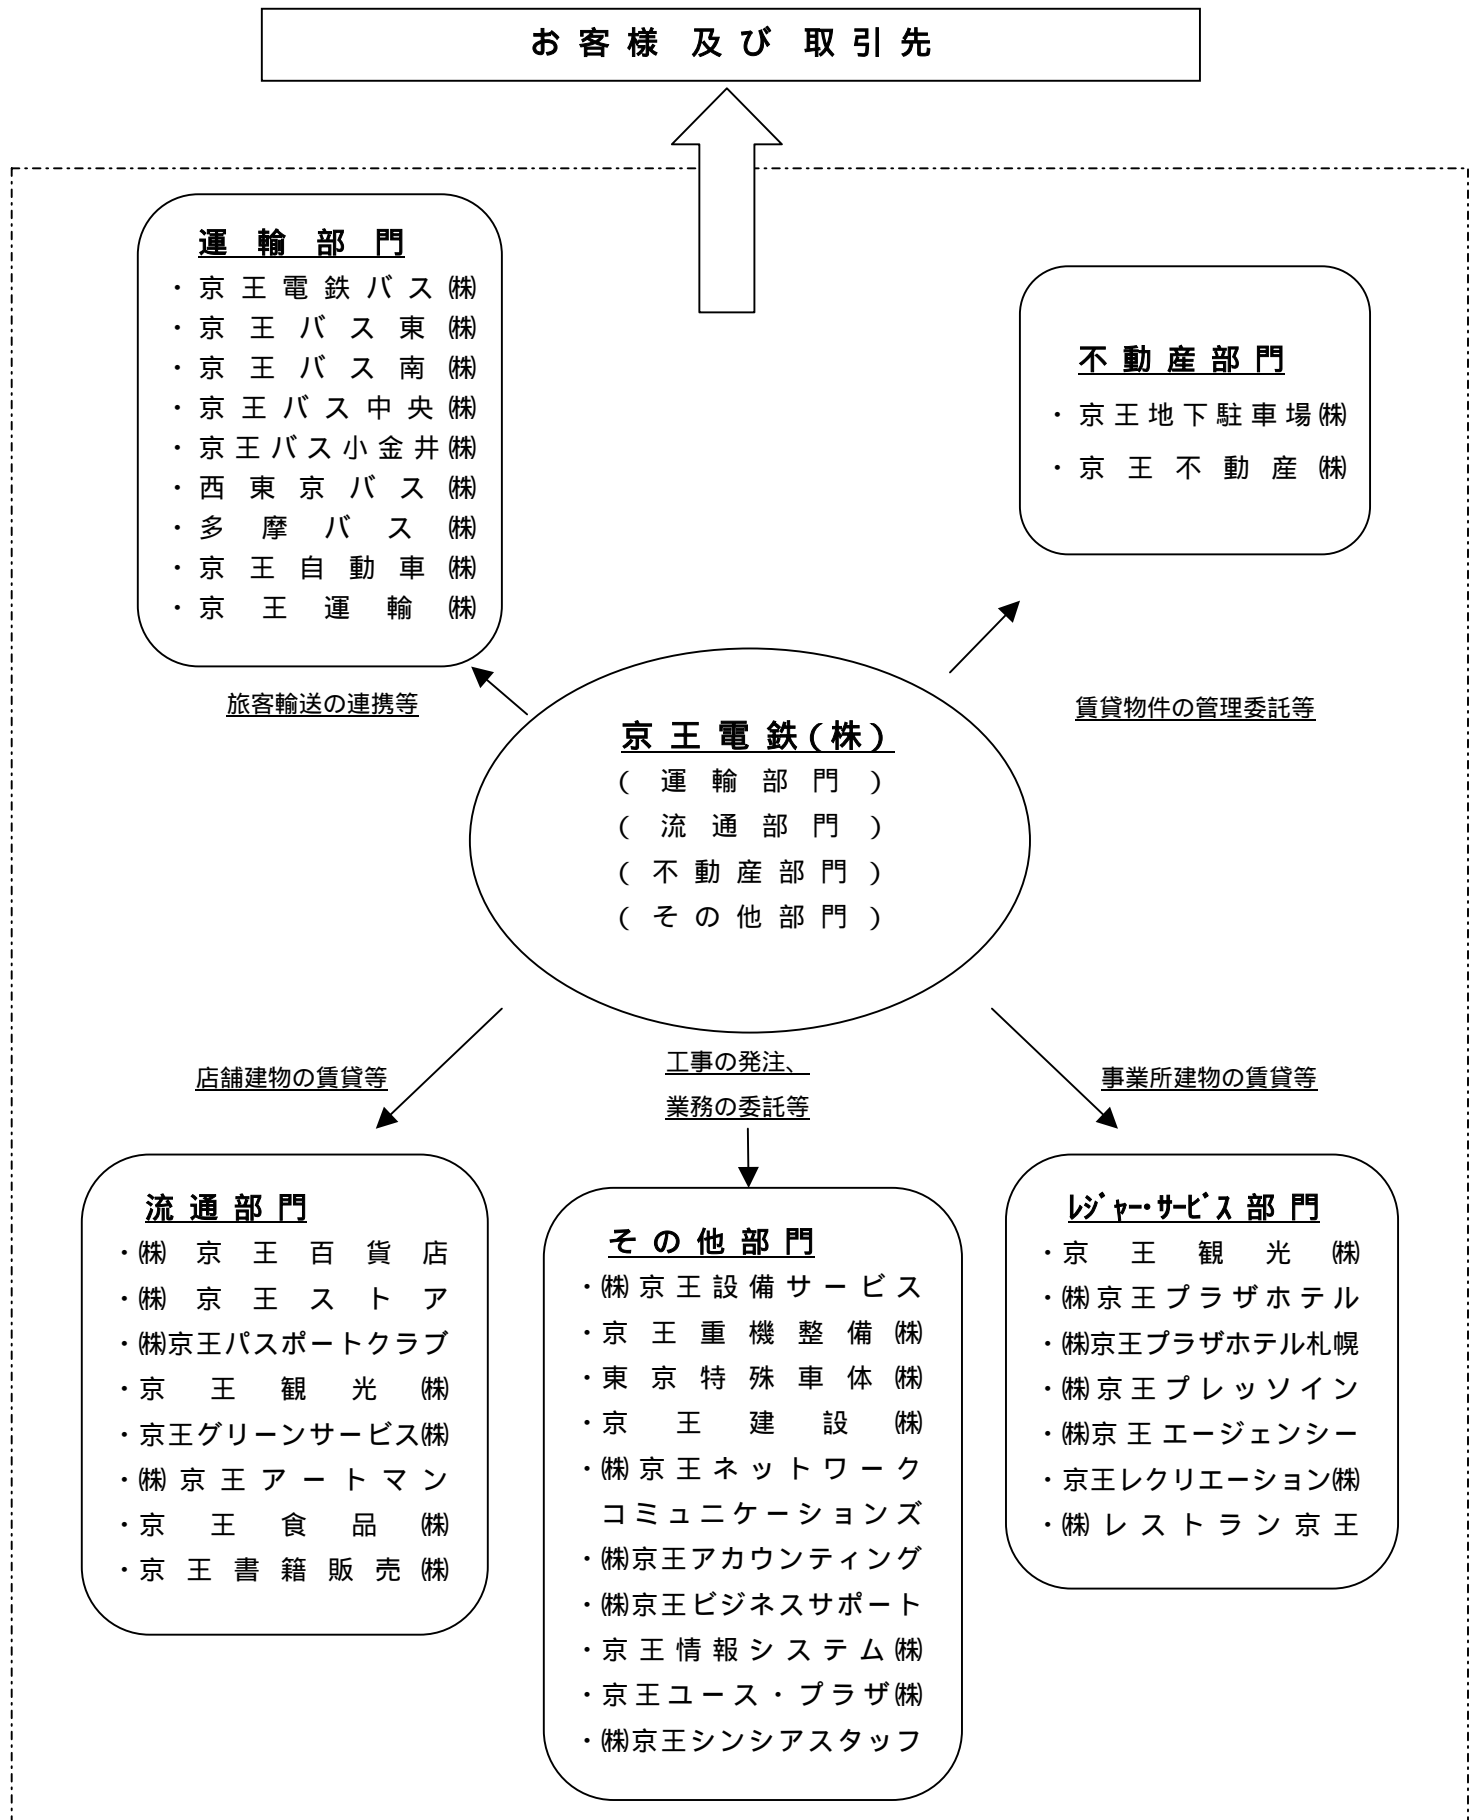 お客様 及び 取引先
運輸部門
・京王電鉄バス㈱
・京王バス東㈱
・京王バス南㈱
・京王バス中央㈱
・京王バス小金井㈱
・西東京バス㈱
・多摩バス㈱
・京王自動車㈱
・京王運輸㈱
不動産部門
・京王地下駐車場㈱
・京王不動産㈱
旅客輸送の連携等
賃貸物件の管理委託等
京王電鉄(株)
(運輸部門)
(流通部門)
(不動産部門)
(その他部門)
店舗建物の賃貸等
工事の発注、
業務の委託等
事業所建物の賃貸等
流通部門
・㈱京王百貨店
・㈱京王ストア
・㈱京王パスポートクラブ
・京王観光㈱
・京王グリーンサービス㈱
・㈱京王アートマン
・京王食品㈱
・京王書籍販売㈱
その他部門
・㈱京王設備サービス
・京王重機整備㈱
・東京特殊車体㈱
・京王建設㈱
・㈱京王ネットワーク
コミュニケーションズ
・㈱京王アカウンティング
・㈱京王ビジネスサポート
・京王情報システム㈱
・京王ユース・プラザ㈱
・㈱京王シンシアスタッフ
ﾚｼﾞｬｰ・ｻｰﾋﾞｽ部門
・京王観光㈱
・㈱京王プラザホテル
・㈱京王プラザホテル札幌
・㈱京王プレッソイン
・㈱京王エージェンシー
・京王レクリエーション㈱
・㈱レストラン京王